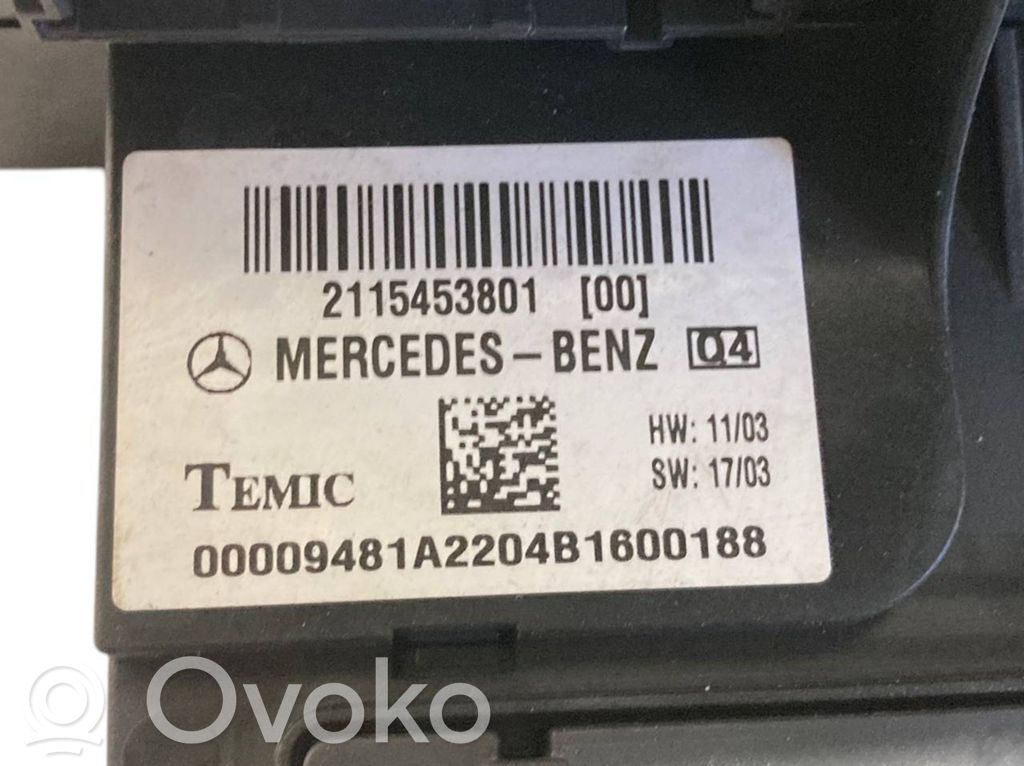 2115453801 [00]
MERCEDES-BENZ Q4
HW: 11/03
SW: 17/03
TEMIC
00009481A2204B1600188
Ovoko